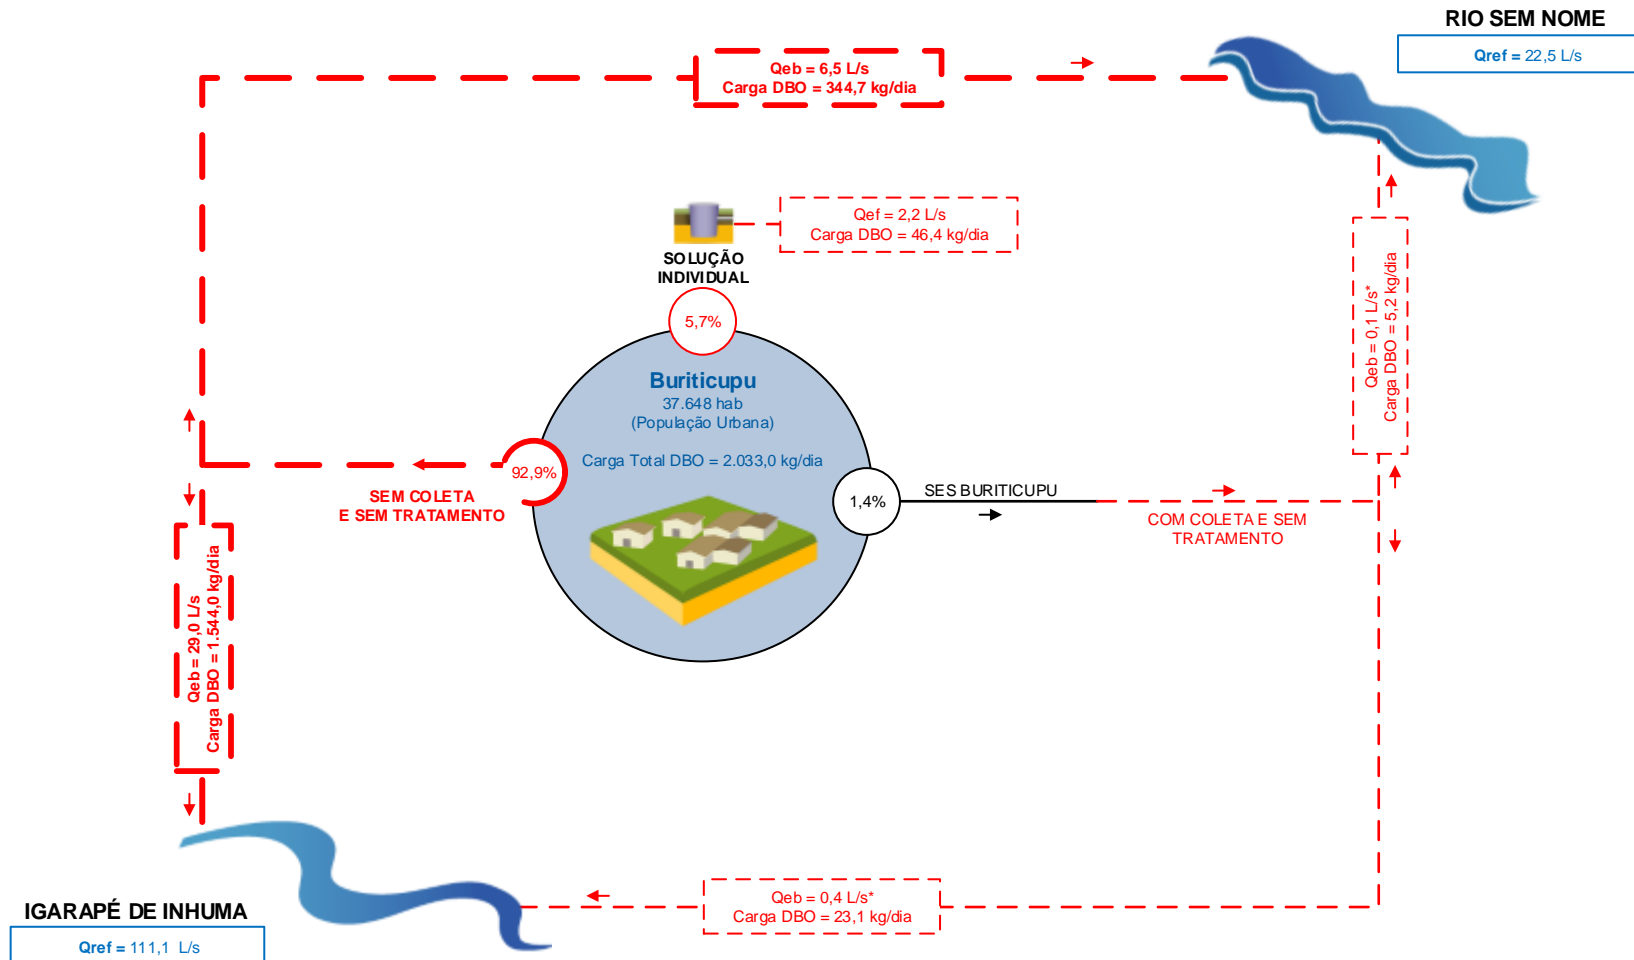 RIO SEM NOME
Qref = 22,5 L/s
Qeb = 6,5 L/s
Carga DBO = 344,7 kg/dia
Qef = 2,2 L/s
Carga DBO = 46,4 kg/dia
SOLUÇÃO
INDIVIDUAL
5,7%
Buriticupu
37.648 hab
(População Urbana)
Carga Total DBO = 2.033,0 kg/dia
92,9%
SEM COLETA
E SEM TRATAMENTO
1,4%
SES BURITICUPU
COM COLETA E SEM
TRATAMENTO
Qeb = 0,1 L/s*
Carga DBO = 5,2 kg/dia
Qeb = 29,0 L/s
Carga DBO = 1.544,0 kg/dia
Qeb = 0,4 L/s*
Carga DBO = 23,1 kg/dia
IGARAPÉ DE INHUMA
Qref = 111,1 L/s